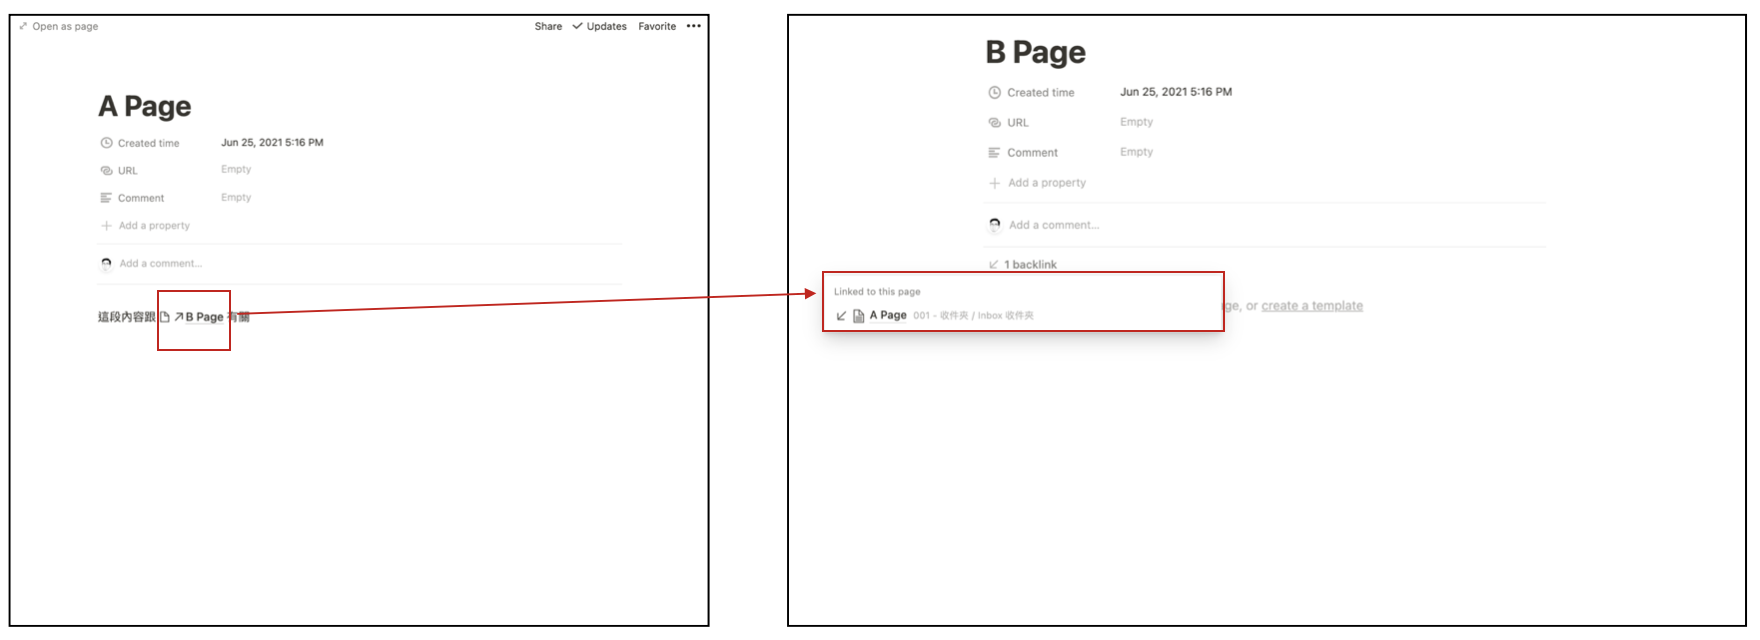 Open as page
Share Updates Favorite •••
A Page
Created time Jun 25, 2021 5:16 PM
URL Empty
Comment Empty
Add a property
Add a comment...
這段內容跟 B Page 有關
B Page
Created time Jun 25, 2021 5:16 PM
URL Empty
Comment Empty
Add a property
Add a comment...
1 backlink
Linked to this page
A Page 001 - 收件夾 / Inbox 收件夾
ge, or create a template